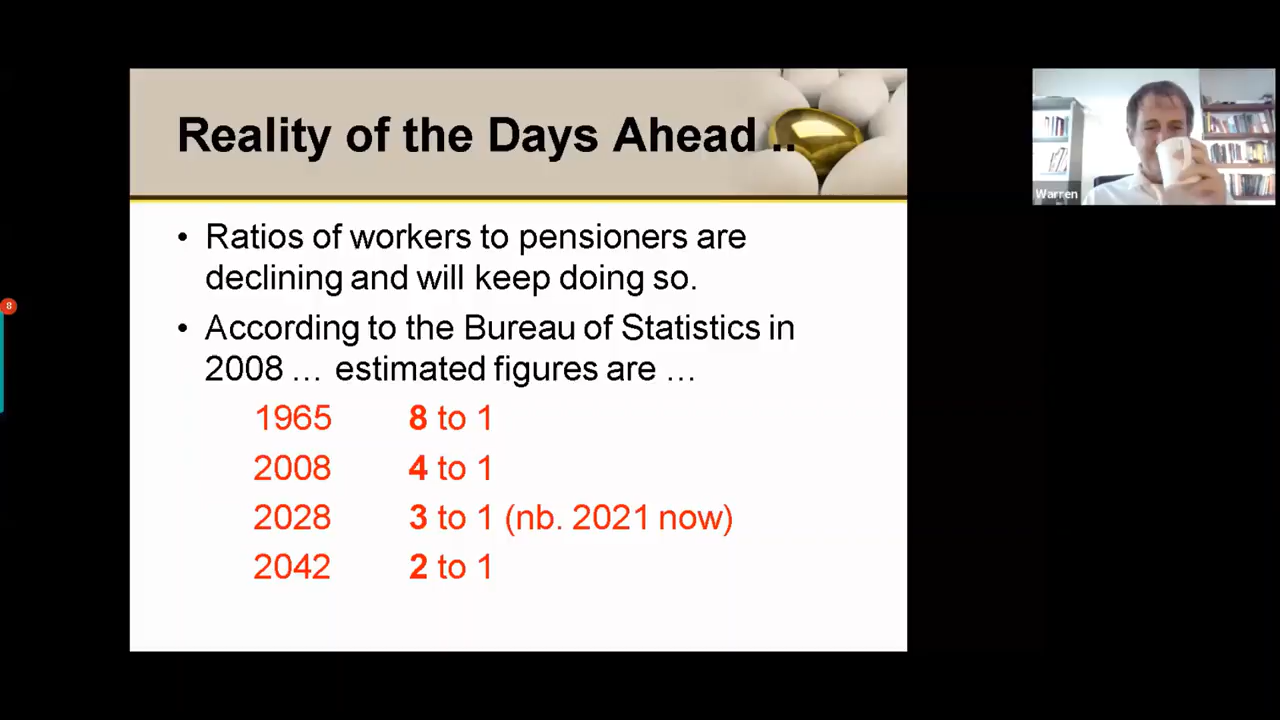 Reality of the Days Ahead ..
• Ratios of workers to pensioners are
declining and will keep doing so.
• According to the Bureau of Statistics in
2008 … estimated figures are …
1965 8 to 1
2008 4 to 1
2028 3 to 1 (nb. 2021 now)
2042 2 to 1
Warren
8